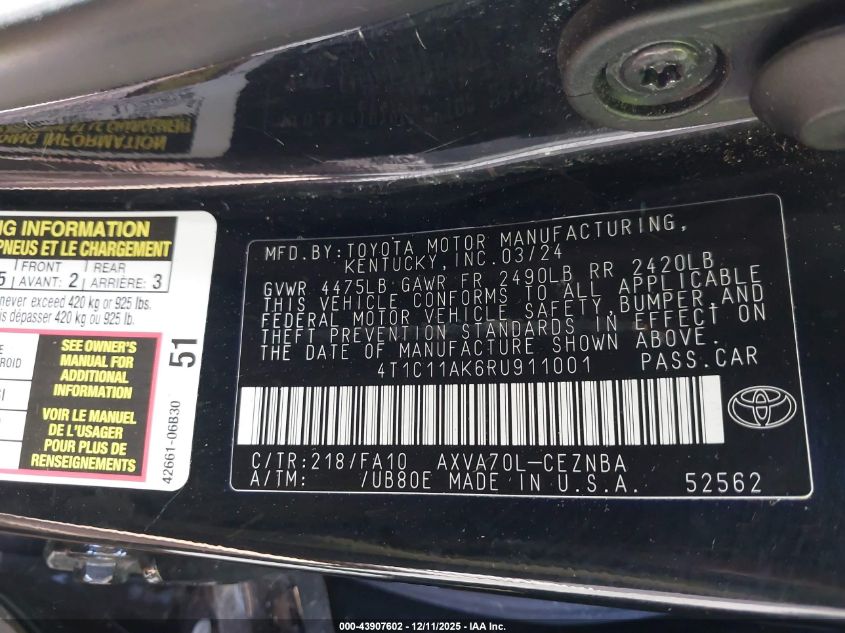 NG INFORMATION
PNEUS ET LE CHARGEMENT
5 FRONT AVANT: 2 REAR ARRIÈRE: 3
never exceed 420 kg or 925 lbs.
s dépasser 420 kg ou 925 lb.
SEE OWNER'S
MANUAL FOR
ADDITIONAL
INFORMATION
VOIR LE MANUEL
DE L'USAGER
POUR PLUS DE
RENSEIGNEMENTS
51
42661-06B30
MFD.BY:TOYOTA MOTOR MANUFACTURING,
KENTUCKY,INC.03/24
GVWR 4475LB GAWR FR 2490LB RR 2420LB
THIS VEHICLE CONFORMS TO ALL APPLICABLE
FEDERAL MOTOR VEHICLE SAFETY,BUMPER,AND
THEFT PREVENTION STANDARDS IN EFFECT ON
THE DATE OF MANUFACTURE SHOWN ABOVE.
4T1C11AK6RU911001 PASS.CAR
C/TR:218/FA10 AXVA70L-CEZNBA
A/TM: /UB80E MADE IN U.S.A. 52562
000-43907602 - 12/11/2025 - IAA Inc.